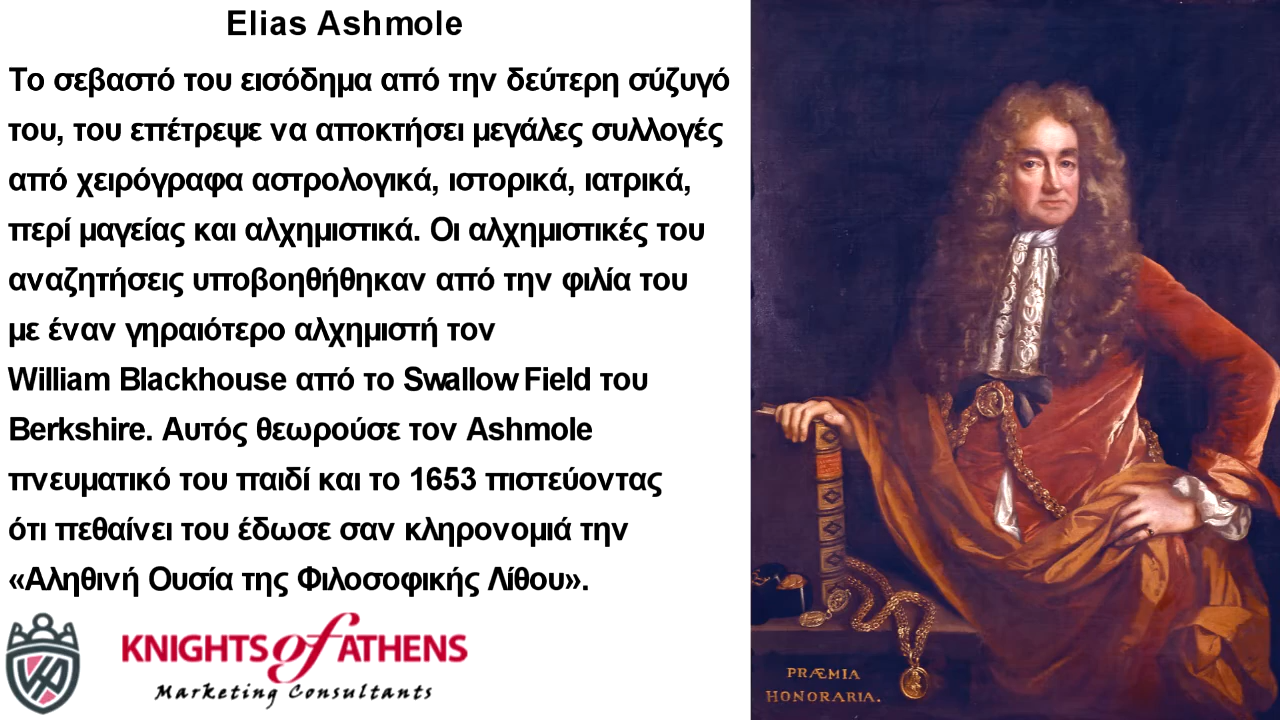 Elias Ashmole
Το σεβαστό του εισόδημα από την δεύτερη σύζυγό
του, του επέτρεψε να αποκτήσει μεγάλες συλλογές
από χειρόγραφα αστρολογικά, ιστορικά, ιατρικά,
περί μαγείας και αλχημιστικά. Οι αλχημιστικές του
αναζητήσεις υποβοηθήθηκαν από την φιλία του
με έναν γηραιότερο αλχημιστή τον
William Blackhouse από το Swallow Field του
Berkshire. Αυτός θεωρούσε τον Ashmole
πνευματικό του παιδί και το 1653 πιστεύοντας
ότι πεθαίνει του έδωσε σαν κληρονομιά την
«Αληθινή Ουσία της Φιλοσοφικής Λίθου».
KNIGHTS of ATHENS
Marketing Consultants
PRÆMIA
HONORARIA.